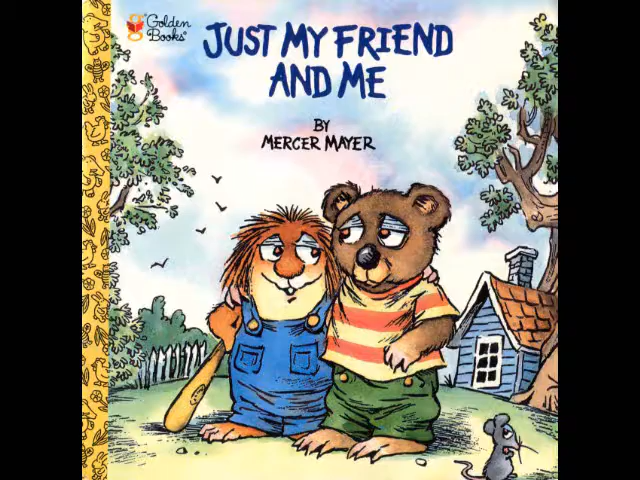 Golden
Books®
JUST MY FRIEND
AND ME
BY
MERCER MAYER